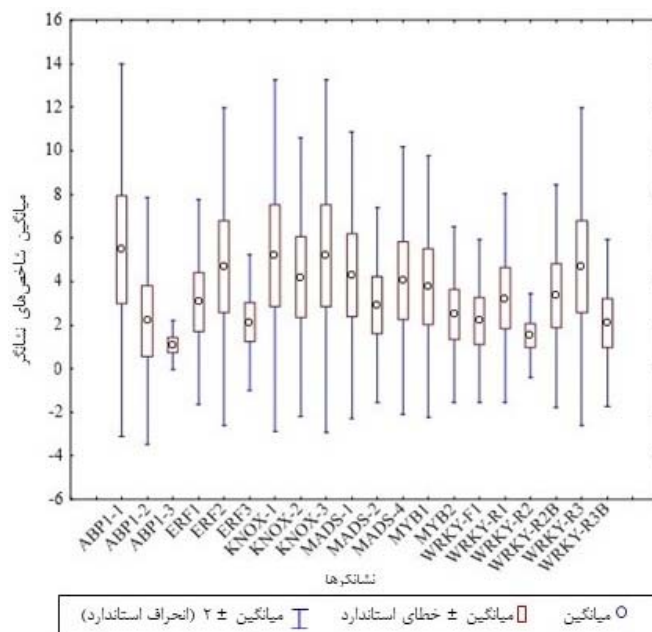 میانگین شاخص‌های نشانگر
16
14
12
10
8
6
4
2
0
-2
-4
-6
ABP1-1
ABP1-2
ABP1-3
ERF1
ERF2
ERF3
KNOX-1
KNOX-2
KNOX-3
MADS-1
MADS-2
MADS-4
MYB1
MYB2
WRKY-F1
WRKY-R1
WRKY-R2
WRKY-R2B
WRKY-R3
WRKY-R3B
نشانگرها
میانگین
میانگین ± خطای استاندارد
میانگین ± ۲ (انحراف استاندارد)